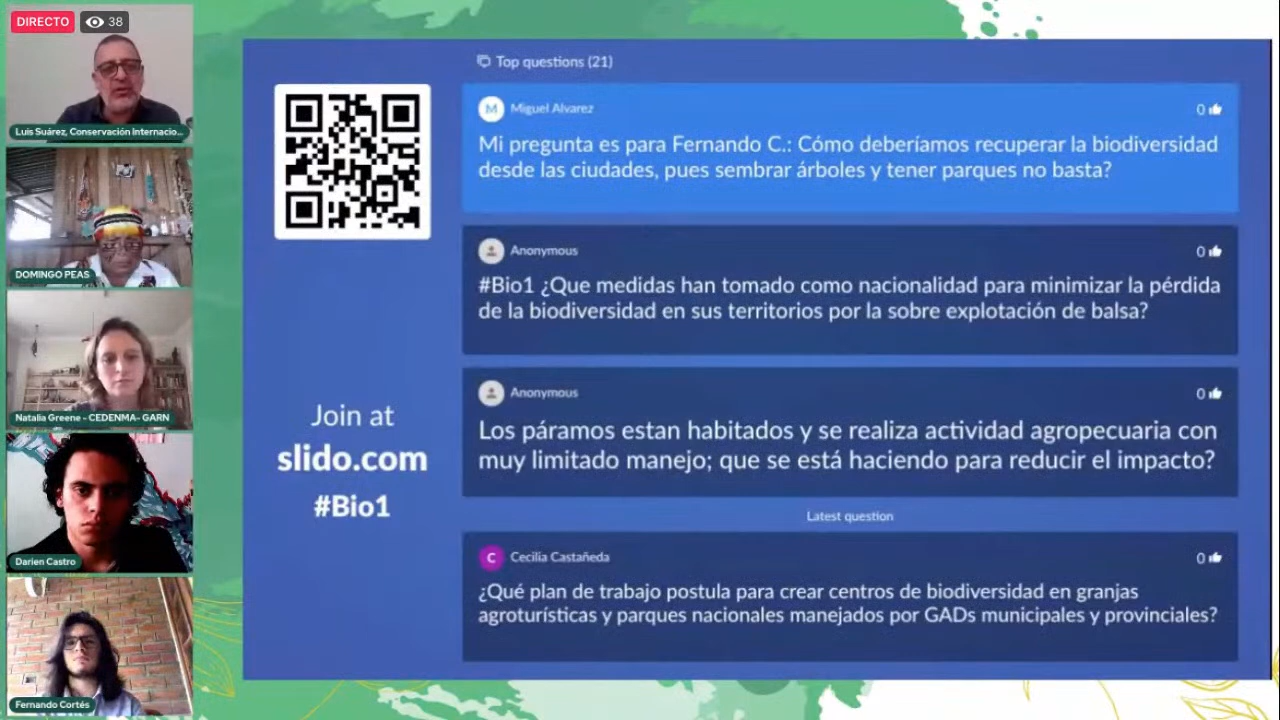 DIRECTO 38
Luis Suárez, Conservación Internacio...
DOMINGO PEAS
Natalia Greene - CEDENMA- GARN
Darien Castro
Fernando Cortés
Join at
slido.com
#Bio1
Top questions (21)
M Miguel Alvarez 0
Mi pregunta es para Fernando C.: Cómo deberíamos recuperar la biodiversidad
desde las ciudades, pues sembrar árboles y tener parques no basta?
Anonymous 0
#Bio1 ¿Que medidas han tomado como nacionalidad para minimizar la pérdida
de la biodiversidad en sus territorios por la sobre explotación de balsa?
Anonymous 0
Los páramos estan habitados y se realiza actividad agropecuaria con
muy limitado manejo; que se está haciendo para reducir el impacto?
Latest question
C Cecilia Castañeda 0
¿Qué plan de trabajo postula para crear centros de biodiversidad en granjas
agroturísticas y parques nacionales manejados por GADs municipales y provinciales?